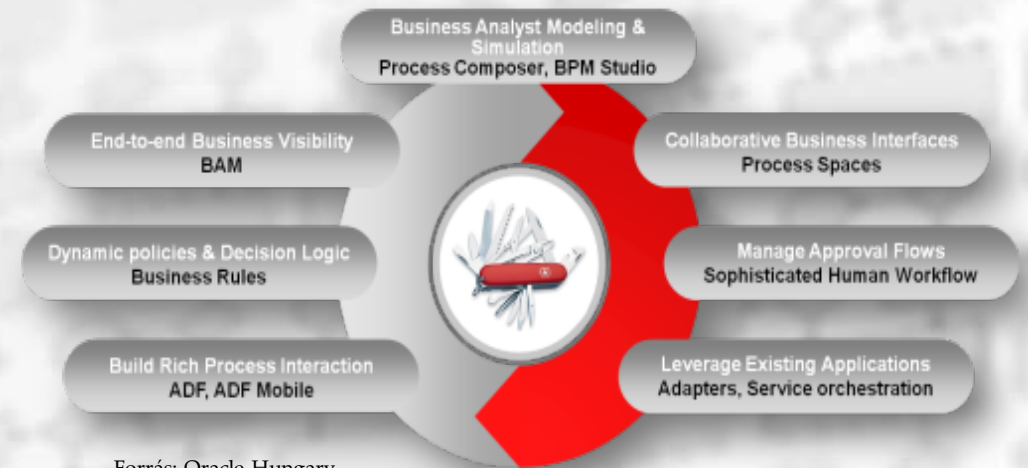 Business Analyst Modeling &
Simulation
Process Composer, BPM Studio
End-to-end Business Visibility
BAM
Collaborative Business Interfaces
Process Spaces
Dynamic policies & Decision Logic
Business Rules
Manage Approval Flows
Sophisticated Human Workflow
Build Rich Process Interaction
ADF, ADF Mobile
Leverage Existing Applications
Adapters, Service orchestration
Forrás: Oracle Hungary